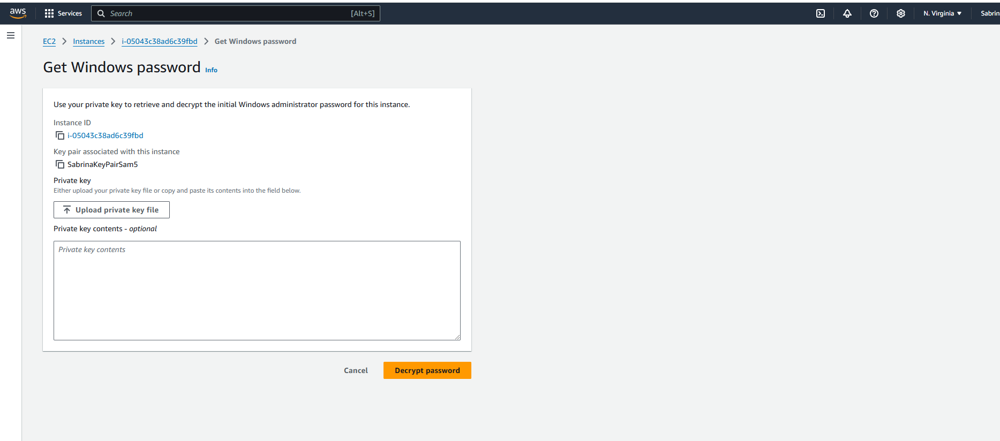 aws
Services
Search
[Alt+S]
N. Virginia
Sabrin
EC2 > Instances > i-05043c38ad6c39fbd > Get Windows password
Get Windows password Info
Use your private key to retrieve and decrypt the initial Windows administrator password for this instance.
Instance ID
i-05043c38ad6c39fbd
Key pair associated with this instance
SabrinaKeyPairSam5
Private key
Either upload your private key file or copy and paste its contents into the field below.
Upload private key file
Private key contents - optional
Private key contents
Cancel
Decrypt password